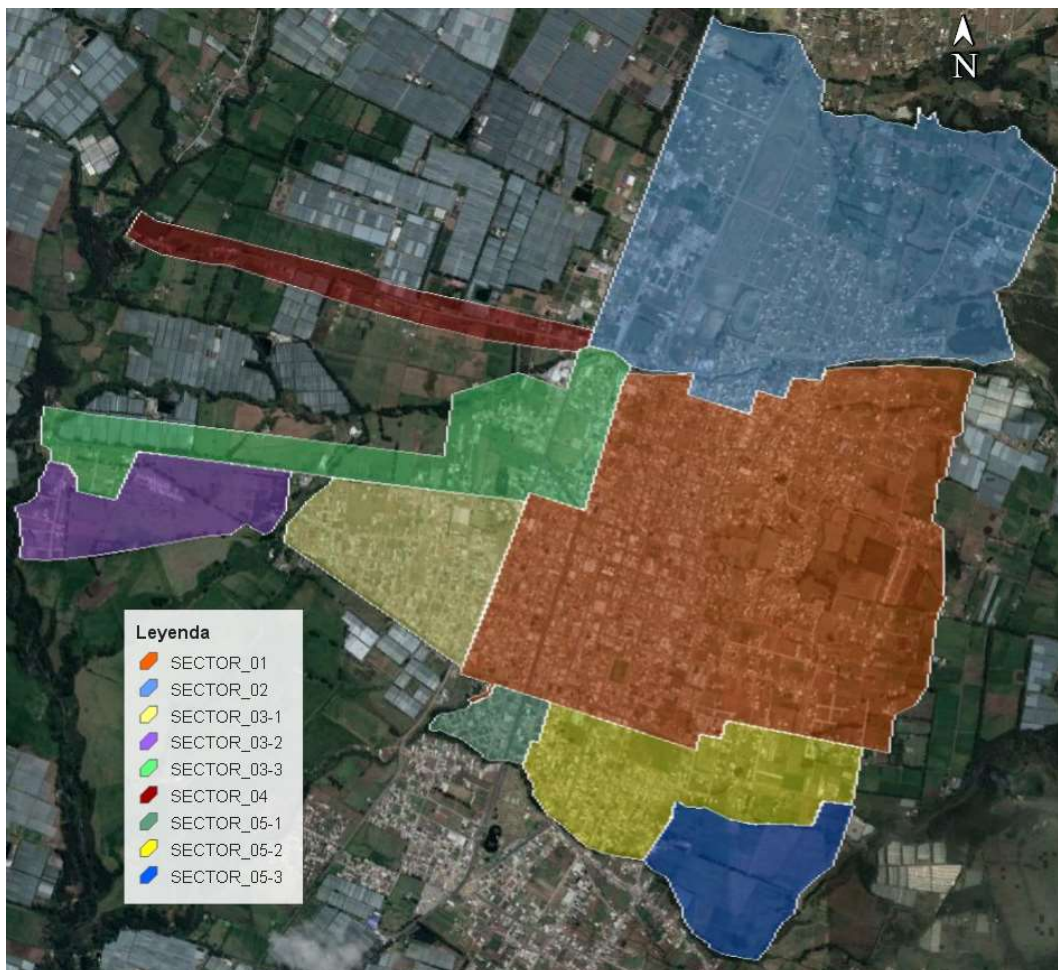 N
Leyenda
SECTOR_01
SECTOR_02
SECTOR_03-1
SECTOR_03-2
SECTOR_03-3
SECTOR_04
SECTOR_05-1
SECTOR_05-2
SECTOR_05-3